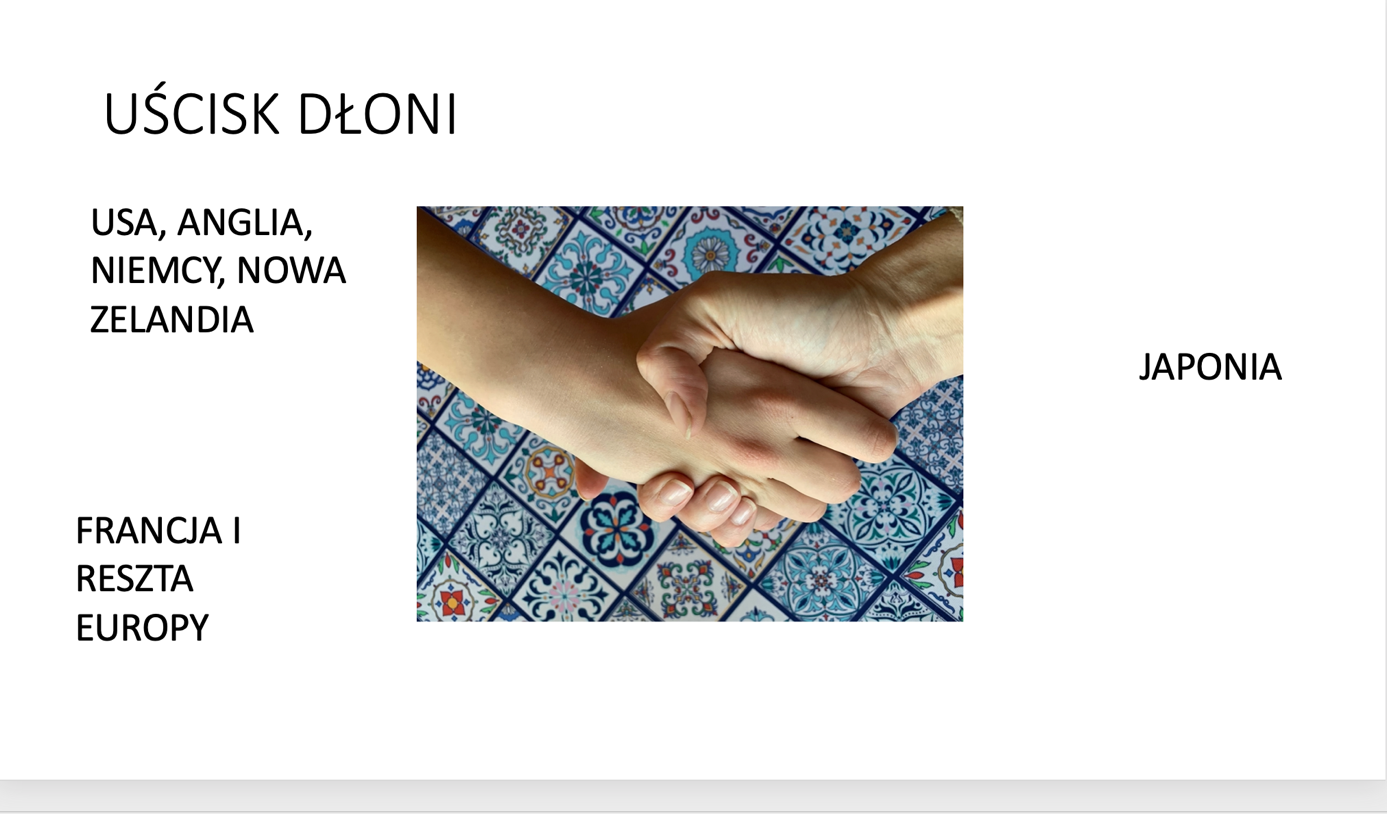 UŚCISK DŁONI
USA, ANGLIA,
NIEMCY, NOWA
ZELANDIA
JAPONIA
FRANCJA I
RESZTA
EUROPY